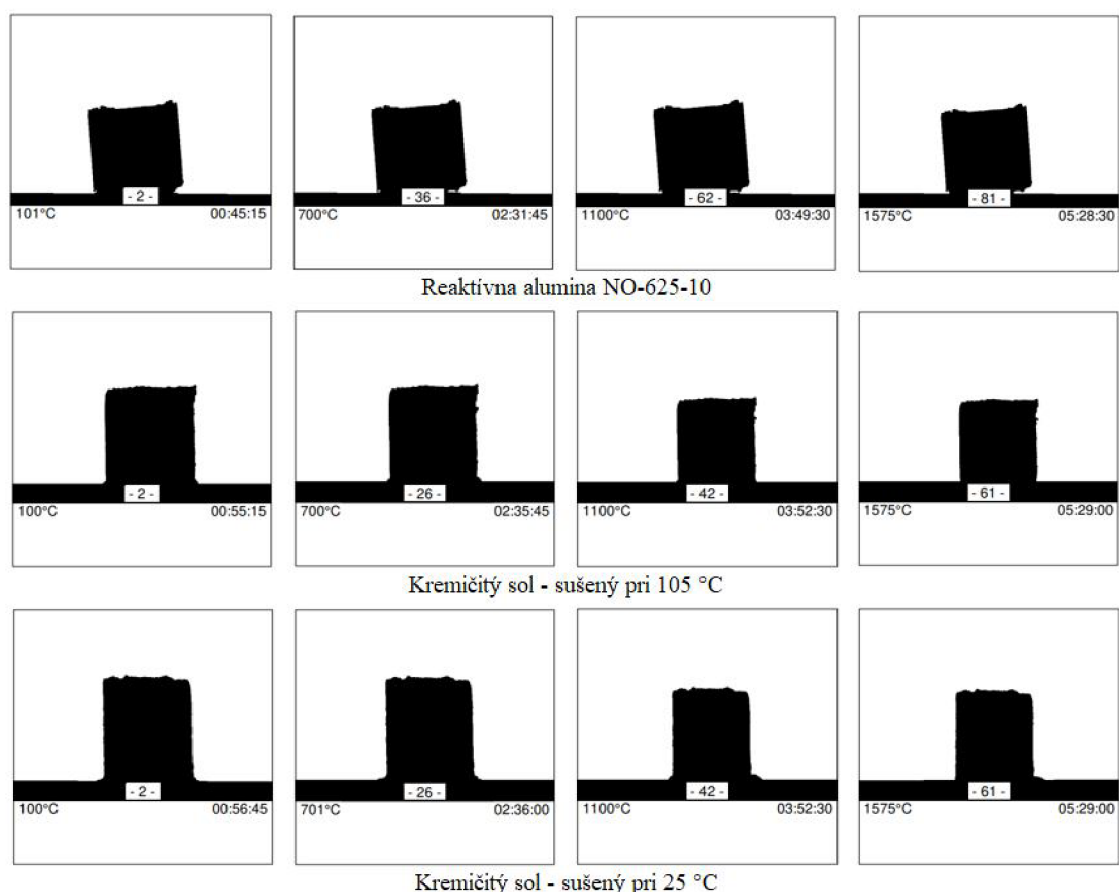 - 2 -
101°C 00:45:15
- 36 -
700°C 02:31:45
- 62 -
1100°C 03:49:30
- 81 -
1575°C 05:28:30
Reaktívna alumina NO-625-10
- 2 -
100°C 00:55:15
- 26 -
700°C 02:35:45
- 42 -
1100°C 03:52:30
- 61 -
1575°C 05:29:00
Kremičitý sol - sušený pri 105 °C
- 2 -
100°C 00:56:45
- 26 -
701°C 02:36:00
- 42 -
1100°C 03:52:30
- 61 -
1575°C 05:29:00
Kremičitý sol - sušený pri 25 °C